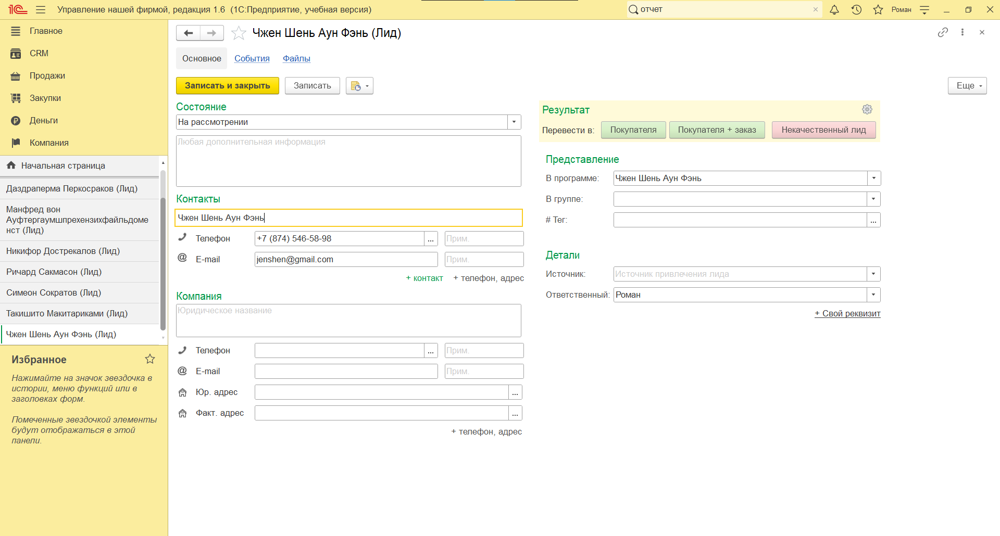 1С Управление нашей фирмой, редакция 1.6 (1С:Предприятие, учебная версия)
отчет
Роман
Главное
CRM
Продажи
Закупки
Деньги
Компания
Начальная страница
Даздраперма Перкосраков (Лид)
Манфред вон
Ауфтергаумшпрехензихфайльдоме
нст (Лид)
Никифор Дострекалов (Лид)
Ричард Сакмасон (Лид)
Симеон Сократов (Лид)
Такишито Макитариками (Лид)
Чжен Шень Аун Фэнь (Лид)
Избранное
Нажимайте на значок звездочка в
истории, меню функций или в
заголовках форм.
Помеченные звездочкой элементы
будут отображаться в этой
панели.
Чжен Шень Аун Фэнь (Лид)
Основное События Файлы
Записать и закрыть Записать Еще
Состояние
На рассмотрении
Любая дополнительная информация
Контакты
Чжен Шень Аун Фэнь
Телефон +7 (874) 546-58-98 ... Прим.
@ E-mail jenshen@gmail.com Прим.
+ контакт + телефон, адрес
Компания
Юридическое название
Телефон ... Прим.
@ E-mail Прим.
Юр. адрес ...
Факт. адрес ...
+ телефон, адрес
Результат
Перевести в: Покупателя Покупателя + заказ Некачественный лид
Представление
В программе: Чжен Шень Аун Фэнь
В группе:
# Тег: ...
Детали
Источник: Источник привлечения лида
Ответственный: Роман
+ Свой реквизит